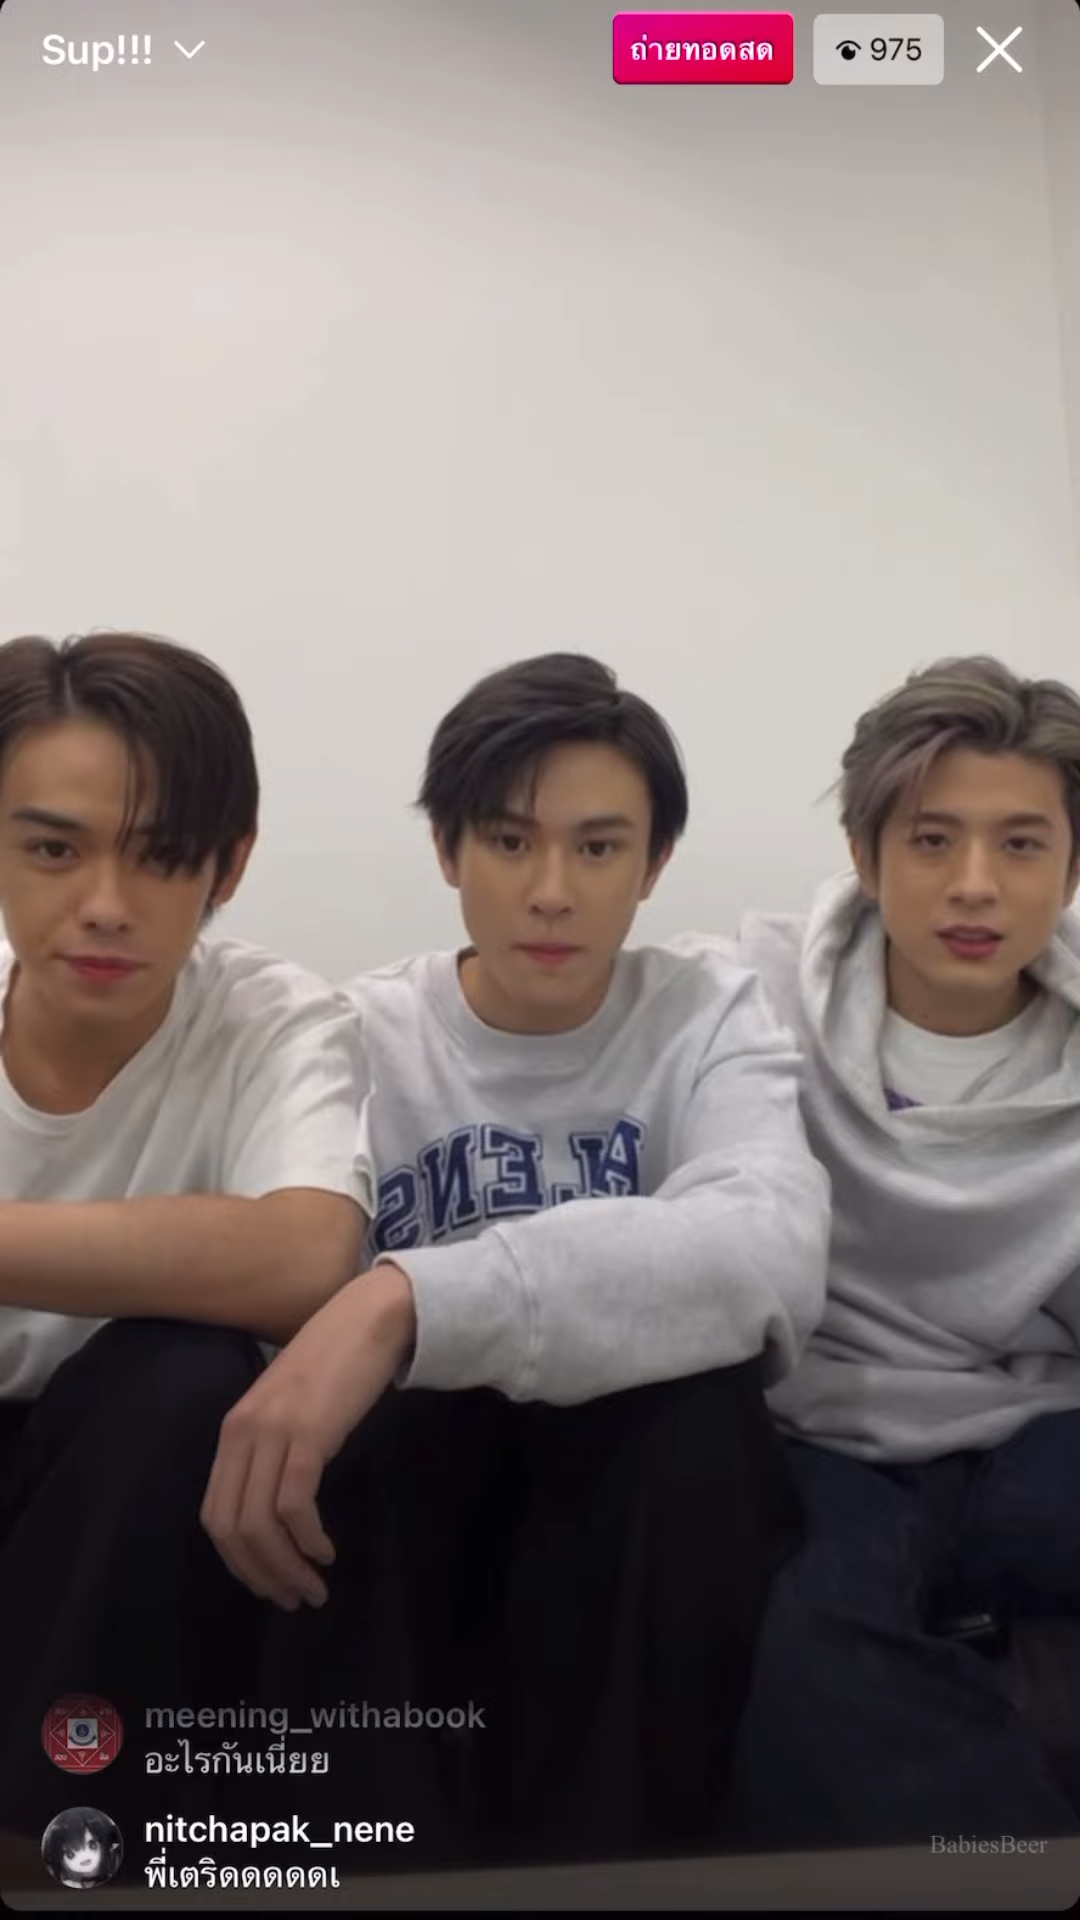 Sup!!!
ถ่ายทอดสด
975
ALENS
meening_withabook
อะไรกันเนี่ยย
nitchapak_nene
พี่เตริดดดดดเ
BabiesBeer